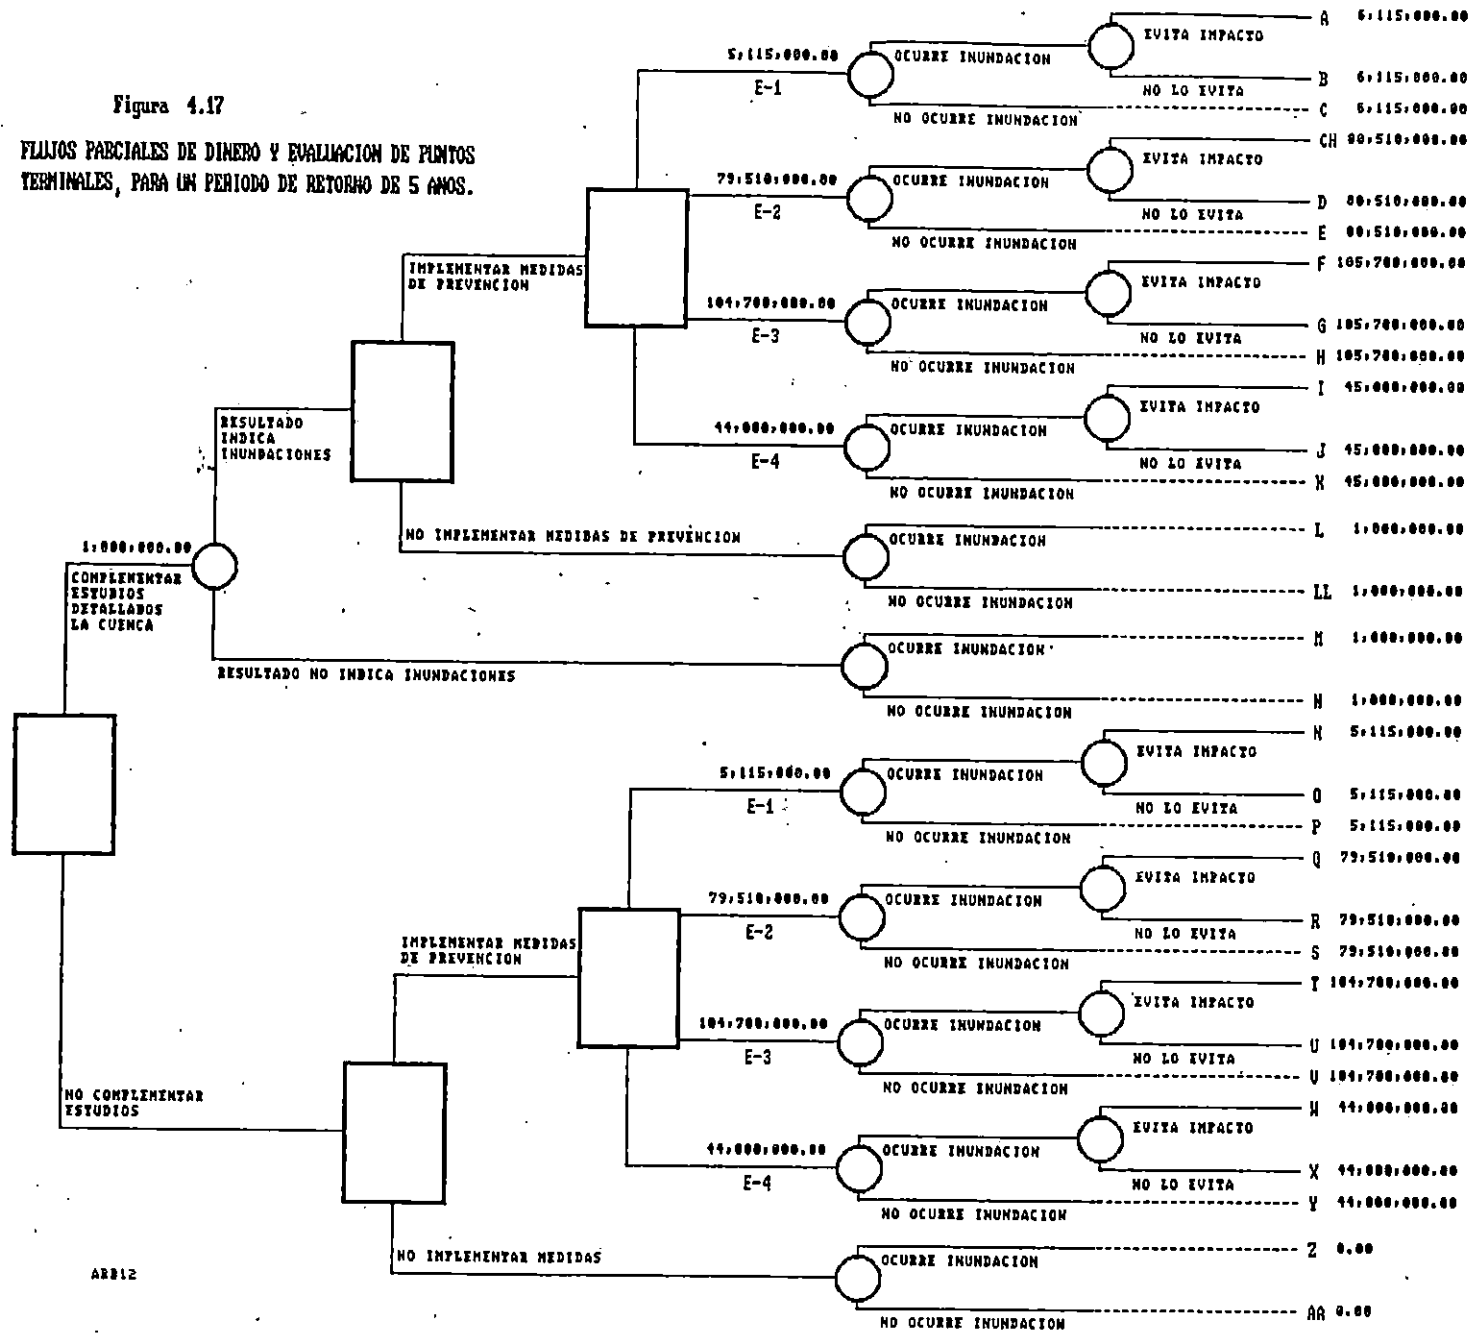 Figura 4.17
FLUJOS PARCIALES DE DINERO Y EVALUACION DE PUNTOS
TERMINALES, PARA UN PERIODO DE RETORNO DE 5 ANOS.
5,115,000.00
E-1
OCURRE INUNDACION
EVITA IMPACTO
A 6,115,000.00
NO LO EVITA
B 6,115,000.00
NO OCURRE INUNDACION
C 6,115,000.00
79,510,000.00
E-2
OCURRE INUNDACION
EVITA IMPACTO
CH 80,510,000.00
NO LO EVITA
D 80,510,000.00
NO OCURRE INUNDACION
E 80,510,000.00
IMPLEMENTAR MEDIDAS
DE PREVENCION
104,700,000.00
E-3
OCURRE INUNDACION
EVITA IMPACTO
F 105,700,000.00
NO LO EVITA
G 105,700,000.00
NO OCURRE INUNDACION
H 105,700,000.00
44,000,000.00
E-4
OCURRE INUNDACION
EVITA IMPACTO
I 45,000,000.00
NO LO EVITA
J 45,000,000.00
NO OCURRE INUNDACION
K 45,000,000.00
RESULTADO
INDICA
INUNDACIONES
NO IMPLEMENTAR MEDIDAS DE PREVENCION
OCURRE INUNDACION
L 1,000,000.00
NO OCURRE INUNDACION
LL 1,000,000.00
1,000,000.00
COMPLEMENTAR
ESTUDIOS
DETALLADOS
LA CUENCA
RESULTADO NO INDICA INUNDACIONES
OCURRE INUNDACION
M 1,000,000.00
NO OCURRE INUNDACION
N 1,000,000.00
5,115,000.00
E-1
OCURRE INUNDACION
EVITA IMPACTO
N 5,115,000.00
NO LO EVITA
O 5,115,000.00
NO OCURRE INUNDACION
P 5,115,000.00
79,510,000.00
E-2
OCURRE INUNDACION
EVITA IMPACTO
Q 79,510,000.00
NO LO EVITA
R 79,510,000.00
NO OCURRE INUNDACION
S 79,510,000.00
IMPLEMENTAR MEDIDAS
DE PREVENCION
104,700,000.00
E-3
OCURRE INUNDACION
EVITA IMPACTO
T 104,700,000.00
NO LO EVITA
U 104,700,000.00
NO OCURRE INUNDACION
V 104,700,000.00
44,000,000.00
E-4
OCURRE INUNDACION
EVITA IMPACTO
W 44,000,000.00
NO LO EVITA
X 44,000,000.00
NO OCURRE INUNDACION
Y 44,000,000.00
NO COMPLEMENTAR
ESTUDIOS
NO IMPLEMENTAR MEDIDAS
OCURRE INUNDACION
Z 0.00
NO OCURRE INUNDACION
AA 0.00
ARB12